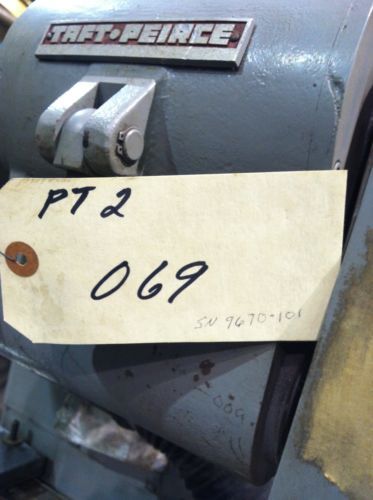 TAFT•PEIRCE
PT 2
069
SN 9670-101